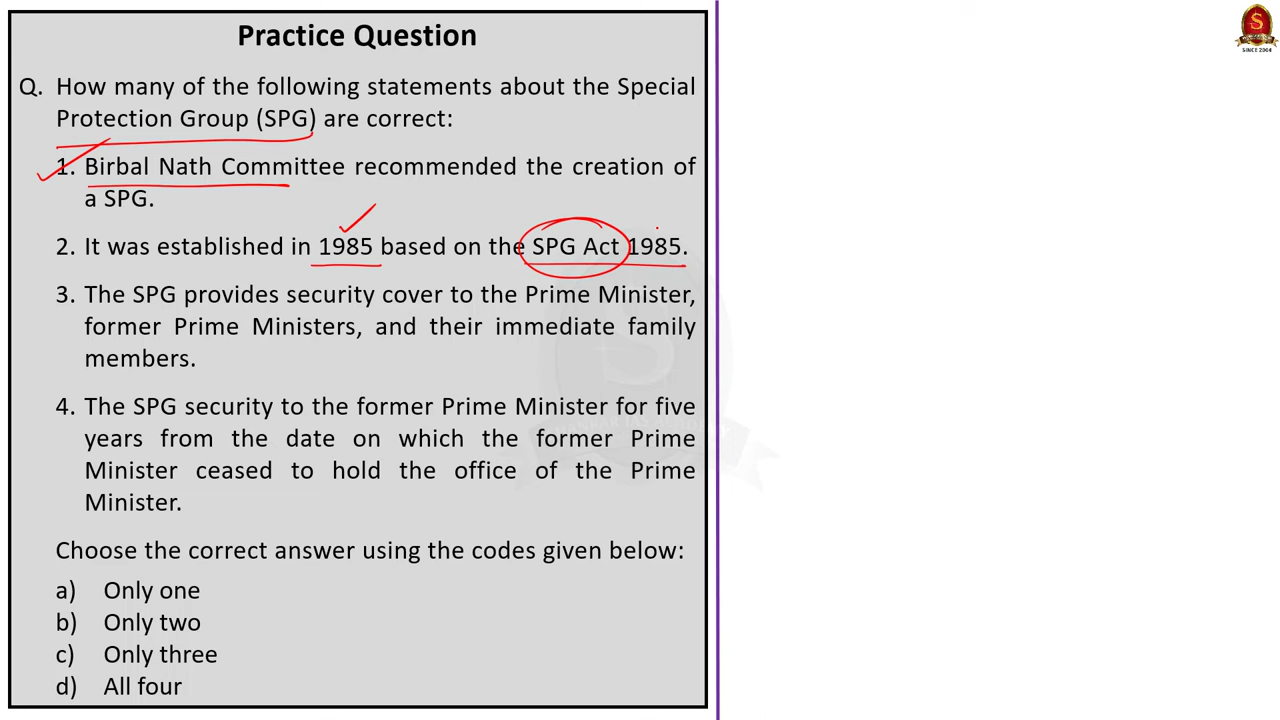 Practice Question
Q. How many of the following statements about the Special
Protection Group (SPG) are correct:
1. Birbal Nath Committee recommended the creation of
a SPG.
2. It was established in 1985 based on the SPG Act 1985.
3. The SPG provides security cover to the Prime Minister,
former Prime Ministers, and their immediate family
members.
4. The SPG security to the former Prime Minister for five
years from the date on which the former Prime
Minister ceased to hold the office of the Prime
Minister.
Choose the correct answer using the codes given below:
a) Only one
b) Only two
c) Only three
d) All four
S
SINCE 2004